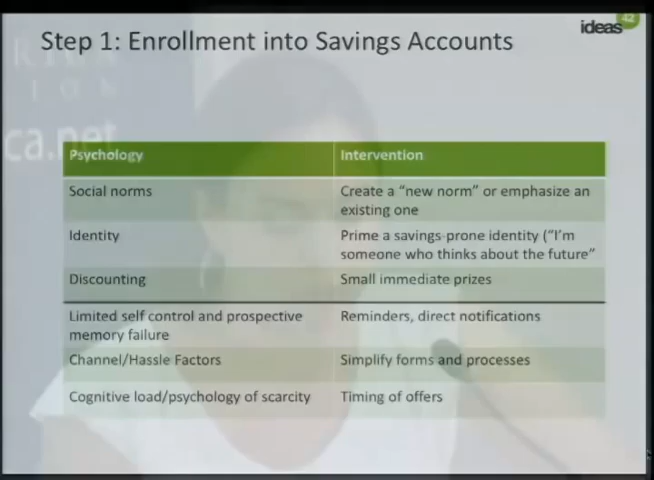 ideas 42
Step 1: Enrollment into Savings Accounts
ca.net
Psychology
Intervention
Social norms
Create a “new norm” or emphasize an
existing one
Identity
Prime a savings-prone identity (“I’m
someone who thinks about the future”
Discounting
Small immediate prizes
Limited self control and prospective
memory failure
Reminders, direct notifications
Channel/Hassle Factors
Simplify forms and processes
Cognitive load/psychology of scarcity
Timing of offers